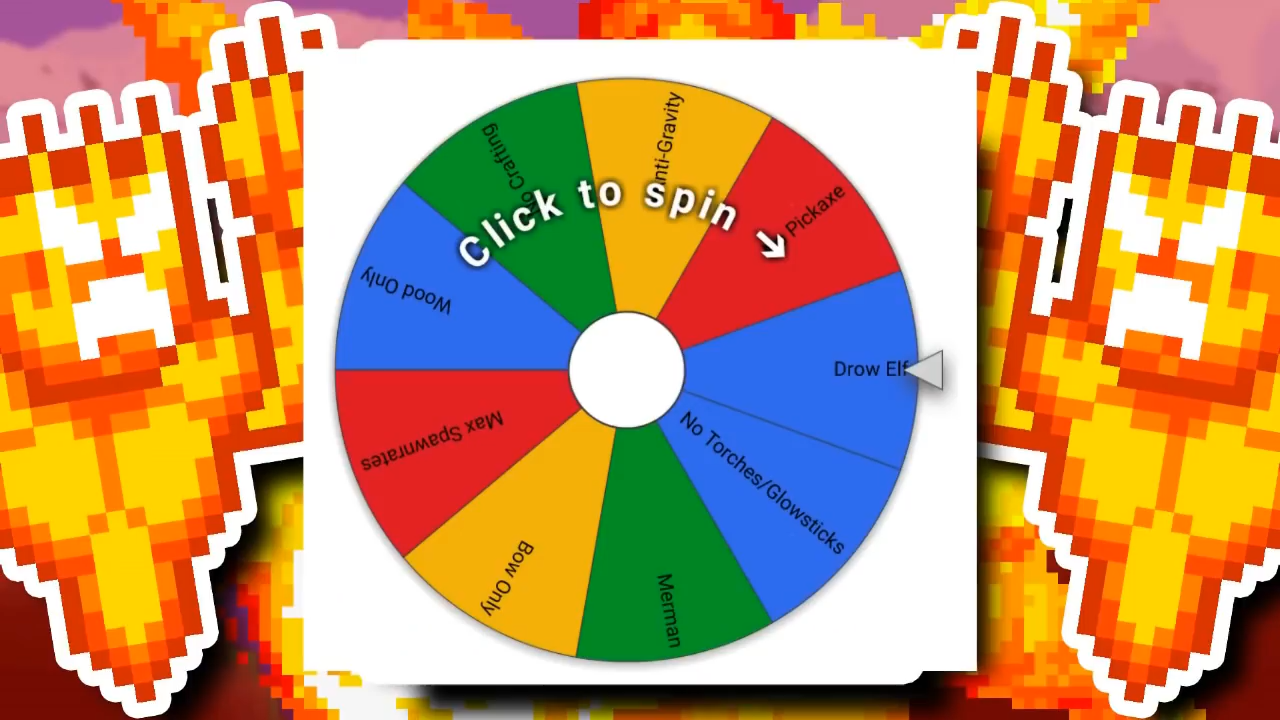 Click to spin
Anti-Gravity
Pickaxe
Drow Elf
No Torches/Glowsticks
Merman
Bow Only
Max Spawnrates
Wood Only
No Crafting